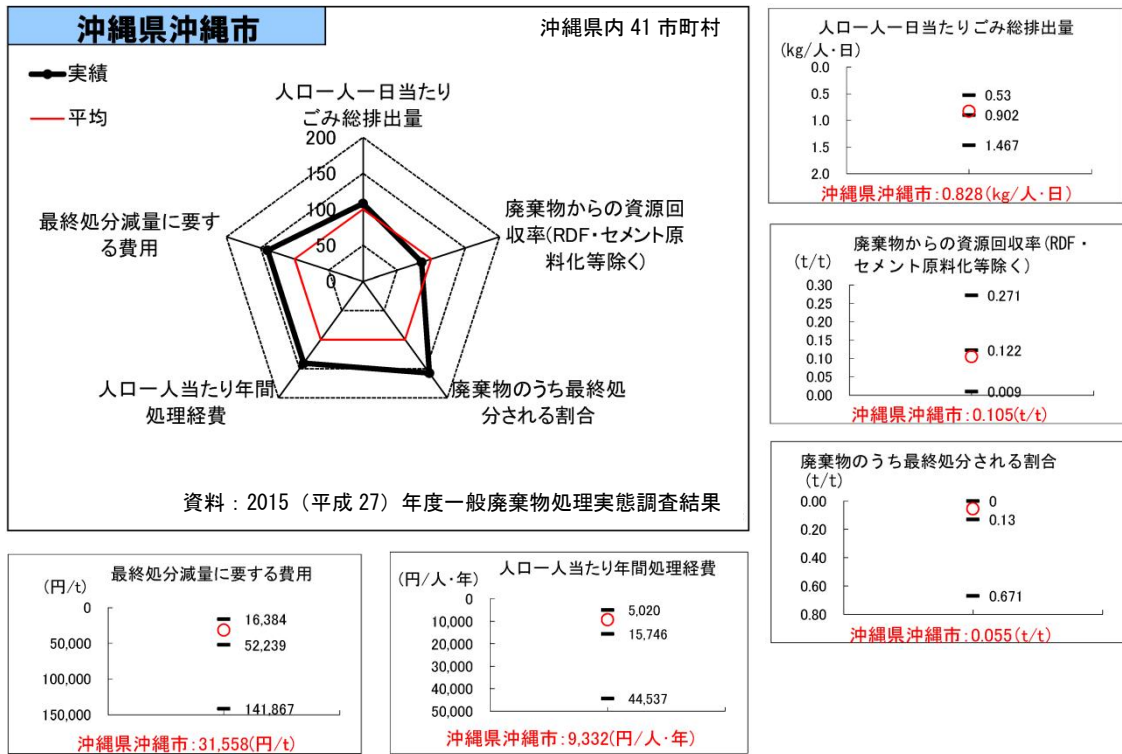 沖縄県沖縄市
沖縄県内 41 市町村
実績
平均
人口一人一日当たり
ごみ総排出量
200
150
100
50
0
廃棄物からの資源回
収率(RDF・セメント原
料化等除く)
廃棄物のうち最終処
分される割合
人口一人当たり年間
処理経費
最終処分減量に要す
る費用
資料：2015（平成 27）年度一般廃棄物処理実態調査結果
人口一人一日当たりごみ総排出量
(kg/人・日)
0.0
0.5
1.0
1.5
2.0
0.53
0.902
1.467
沖縄県沖縄市:0.828(kg/人・日)
廃棄物からの資源回収率(RDF・
セメント原料化等除く)
(t/t)
0.30
0.25
0.20
0.15
0.10
0.05
0.00
0.271
0.122
0.009
沖縄県沖縄市:0.105(t/t)
廃棄物のうち最終処分される割合
(t/t)
0.00
0.20
0.40
0.60
0.80
0
0.13
0.671
沖縄県沖縄市:0.055(t/t)
最終処分減量に要する費用
(円/t)
0
50,000
100,000
150,000
16,384
52,239
141,867
沖縄県沖縄市:31,558(円/t)
人口一人当たり年間処理経費
(円/人・年)
0
10,000
20,000
30,000
40,000
50,000
5,020
15,746
44,537
沖縄県沖縄市:9,332(円/人・年)